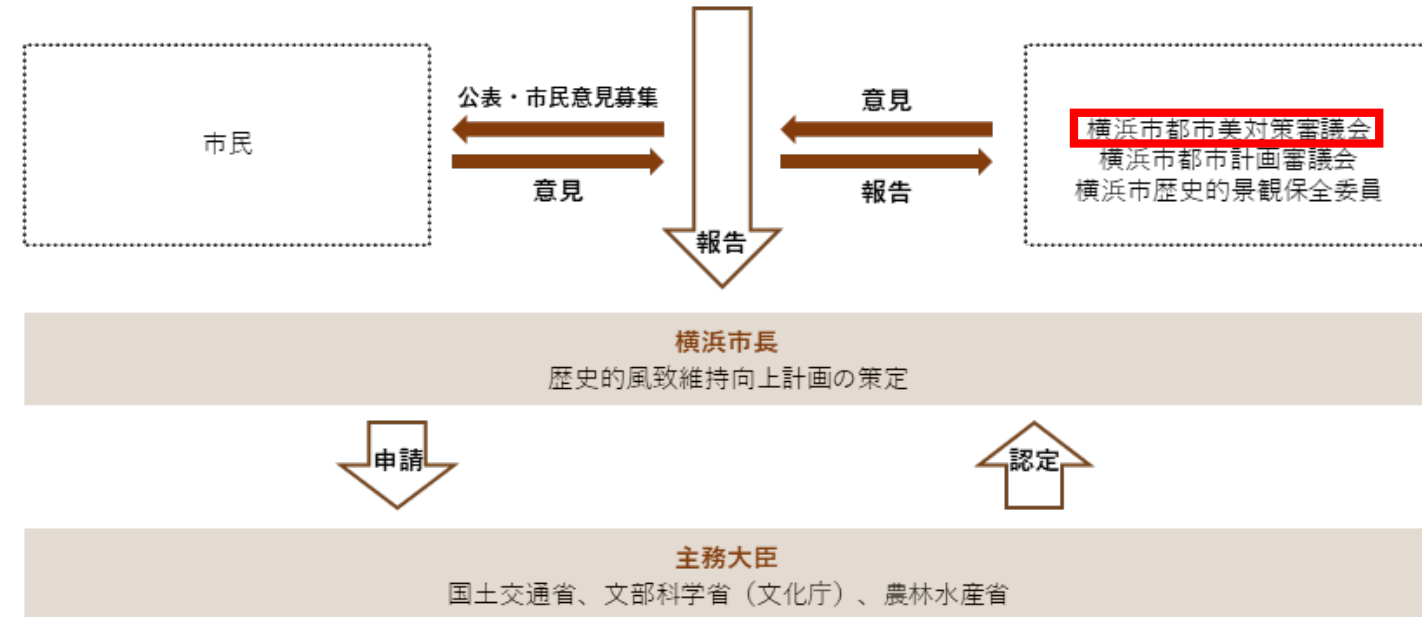 公表・市民意見募集
意見
市民
横浜市都市美対策審議会
横浜市都市計画審議会
横浜市歴史的景観保全委員
意見
報告
報告
横浜市長
歴史的風致維持向上計画の策定
申請
認定
主務大臣
国土交通省、文部科学省（文化庁）、農林水産省